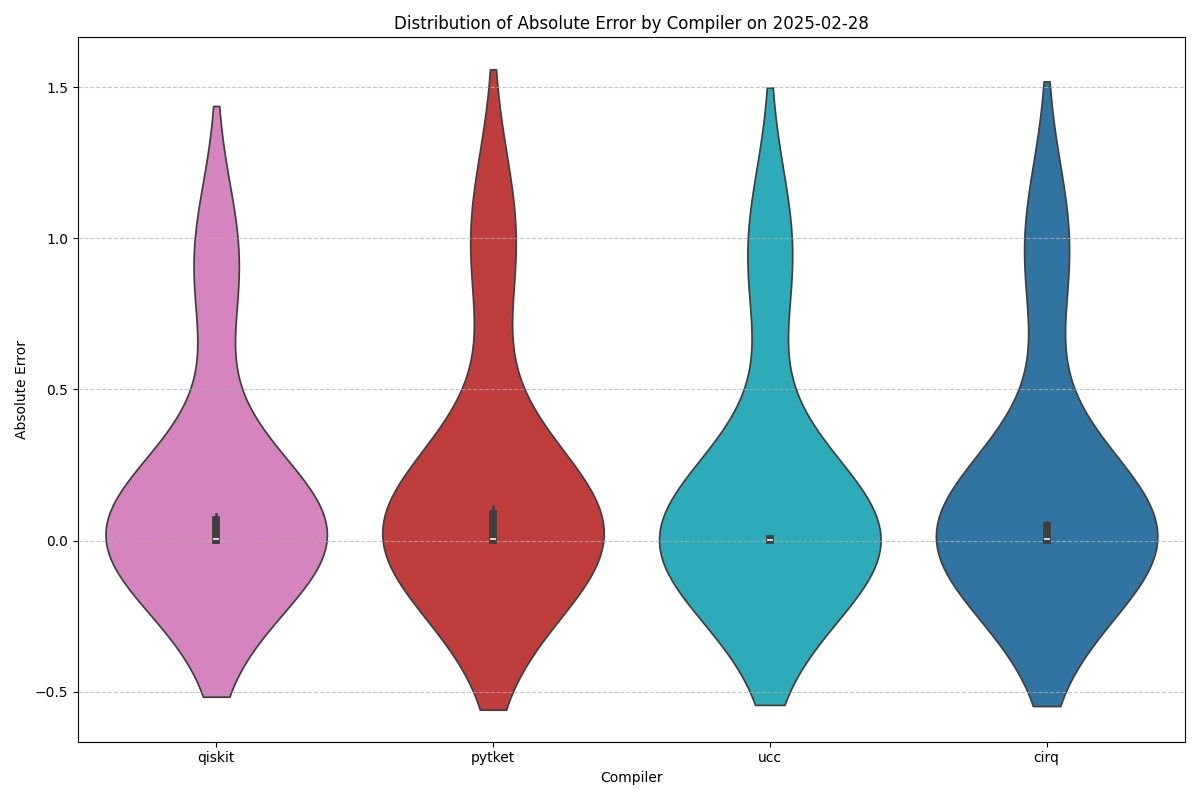 Distribution of Absolute Error by Compiler on 2025-02-28
1.5
1.0
0.5
0.0
−0.5
Absolute Error
qiskit pytket ucc cirq
Compiler